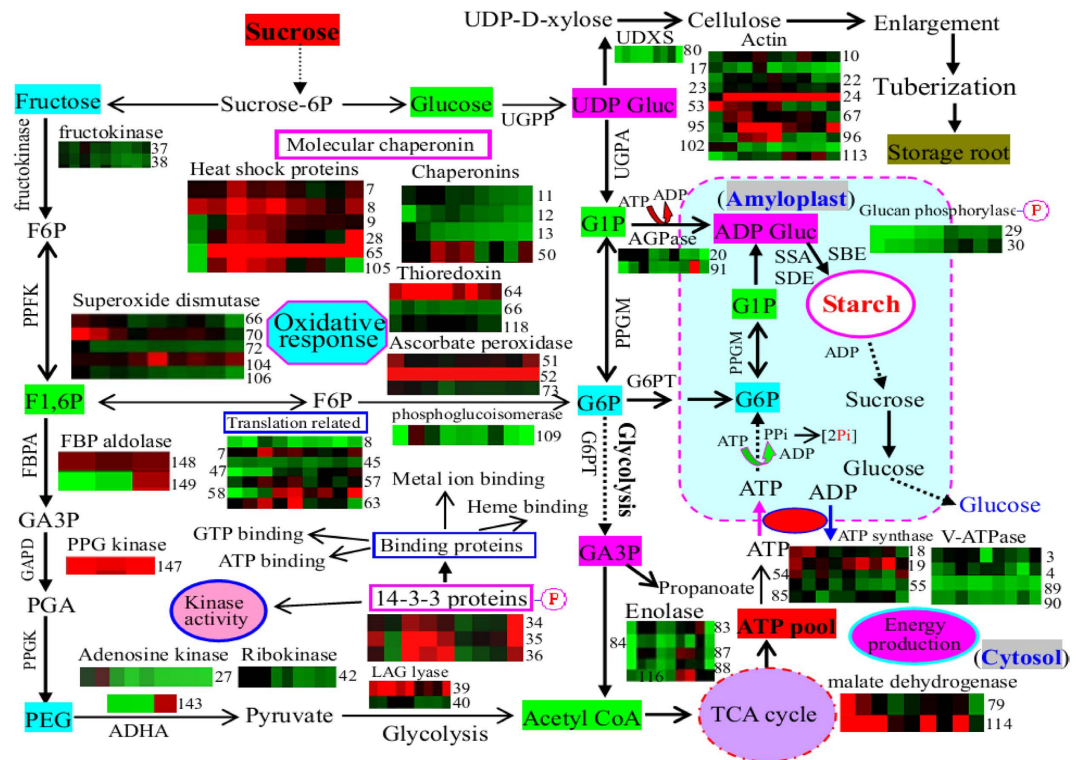 Sucrose
UDP-D-xylose
Cellulose
Enlargement
UDXS
80
Actin
10
17
22
23
24
53
67
95
96
102
113
Tuberization
Storage root
Fructose
Sucrose-6P
Glucose
UGPP
UDP Gluc
fructokinase
fructokinase
37
38
Molecular chaperonin
Heat shock proteins
7
8
9
28
65
105
Chaperonins
11
12
13
50
UGPA
F6P
G1P
ATP
ADP
AGPase
20
91
(Amyloplast)
ADP Gluc
Glucan phosphorylase
P
29
30
SSA
SDE
SBE
Starch
G1P
PPGM
ADP
PPFK
Superoxide dismutase
66
70
72
104
106
Oxidative
response
Thioredoxin
64
66
118
Ascorbate peroxidase
51
52
73
PPGM
F1,6P
F6P
G6P
G6PT
G6P
Sucrose
Translation related
8
7
45
47
57
58
63
phosphoglucoisomerase
109
G6PT
Glycolysis
ATP
PPi
[2Pi]
ADP
Glucose
Glucose
FBPA
FBP aldolase
148
149
Metal ion binding
Heme binding
GTP binding
ATP binding
Binding proteins
ATP
ADP
GA3P
GAPD
PPG kinase
147
GA3P
Propanoate
ATP
ATP synthase
18
19
54
55
85
V-ATPase
3
4
89
90
PGA
Kinase
activity
14-3-3 proteins
P
34
35
36
Enolase
83
84
87
88
116
ATP pool
Energy
production
(Cytosol)
PPGK
Adenosine kinase
27
Ribokinase
42
LAG lyase
39
40
143
malate dehydrogenase
79
114
PEG
ADHA
Pyruvate
Glycolysis
Acetyl CoA
TCA cycle